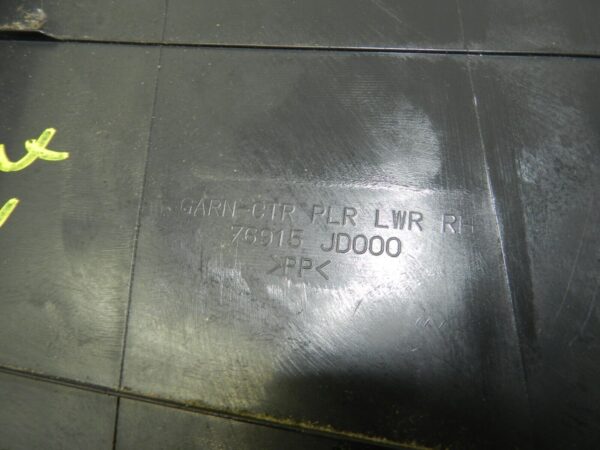 GARN-CTR PLR LWR RH
76915 JD000
>PP<